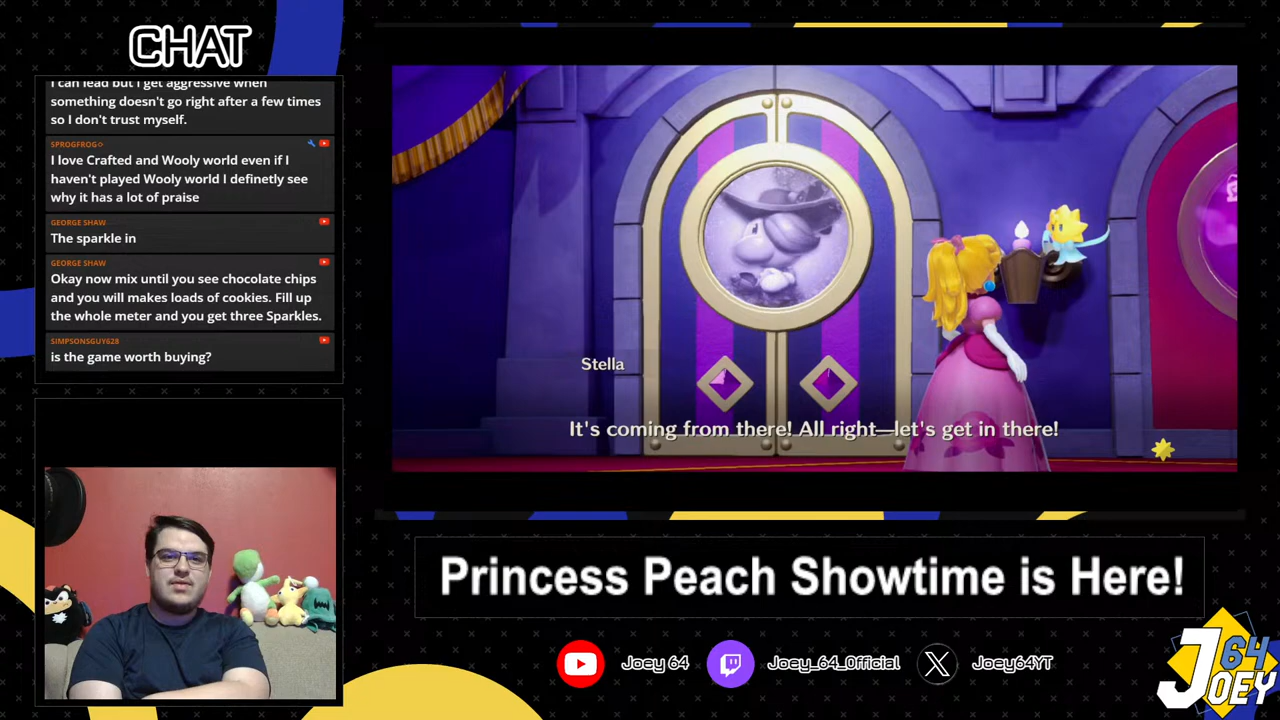 CHAT
I can lead but I get aggressive when
something doesn't go right after a few times
so I don't trust myself.
SPROGFROG
I love Crafted and Wooly world even if I
haven't played Wooly world I definetly see
why it has a lot of praise
GEORGE SHAW
The sparkle in
GEORGE SHAW
Okay now mix until you see chocolate chips
and you will makes loads of cookies. Fill up
the whole meter and you get three Sparkles.
SIMPSONSGUY628
is the game worth buying?
Stella
It's coming from there! All right—let's get in there!
Princess Peach Showtime is Here!
Joey 64
Joey_64_Official
Joey64YT
64
JOEY